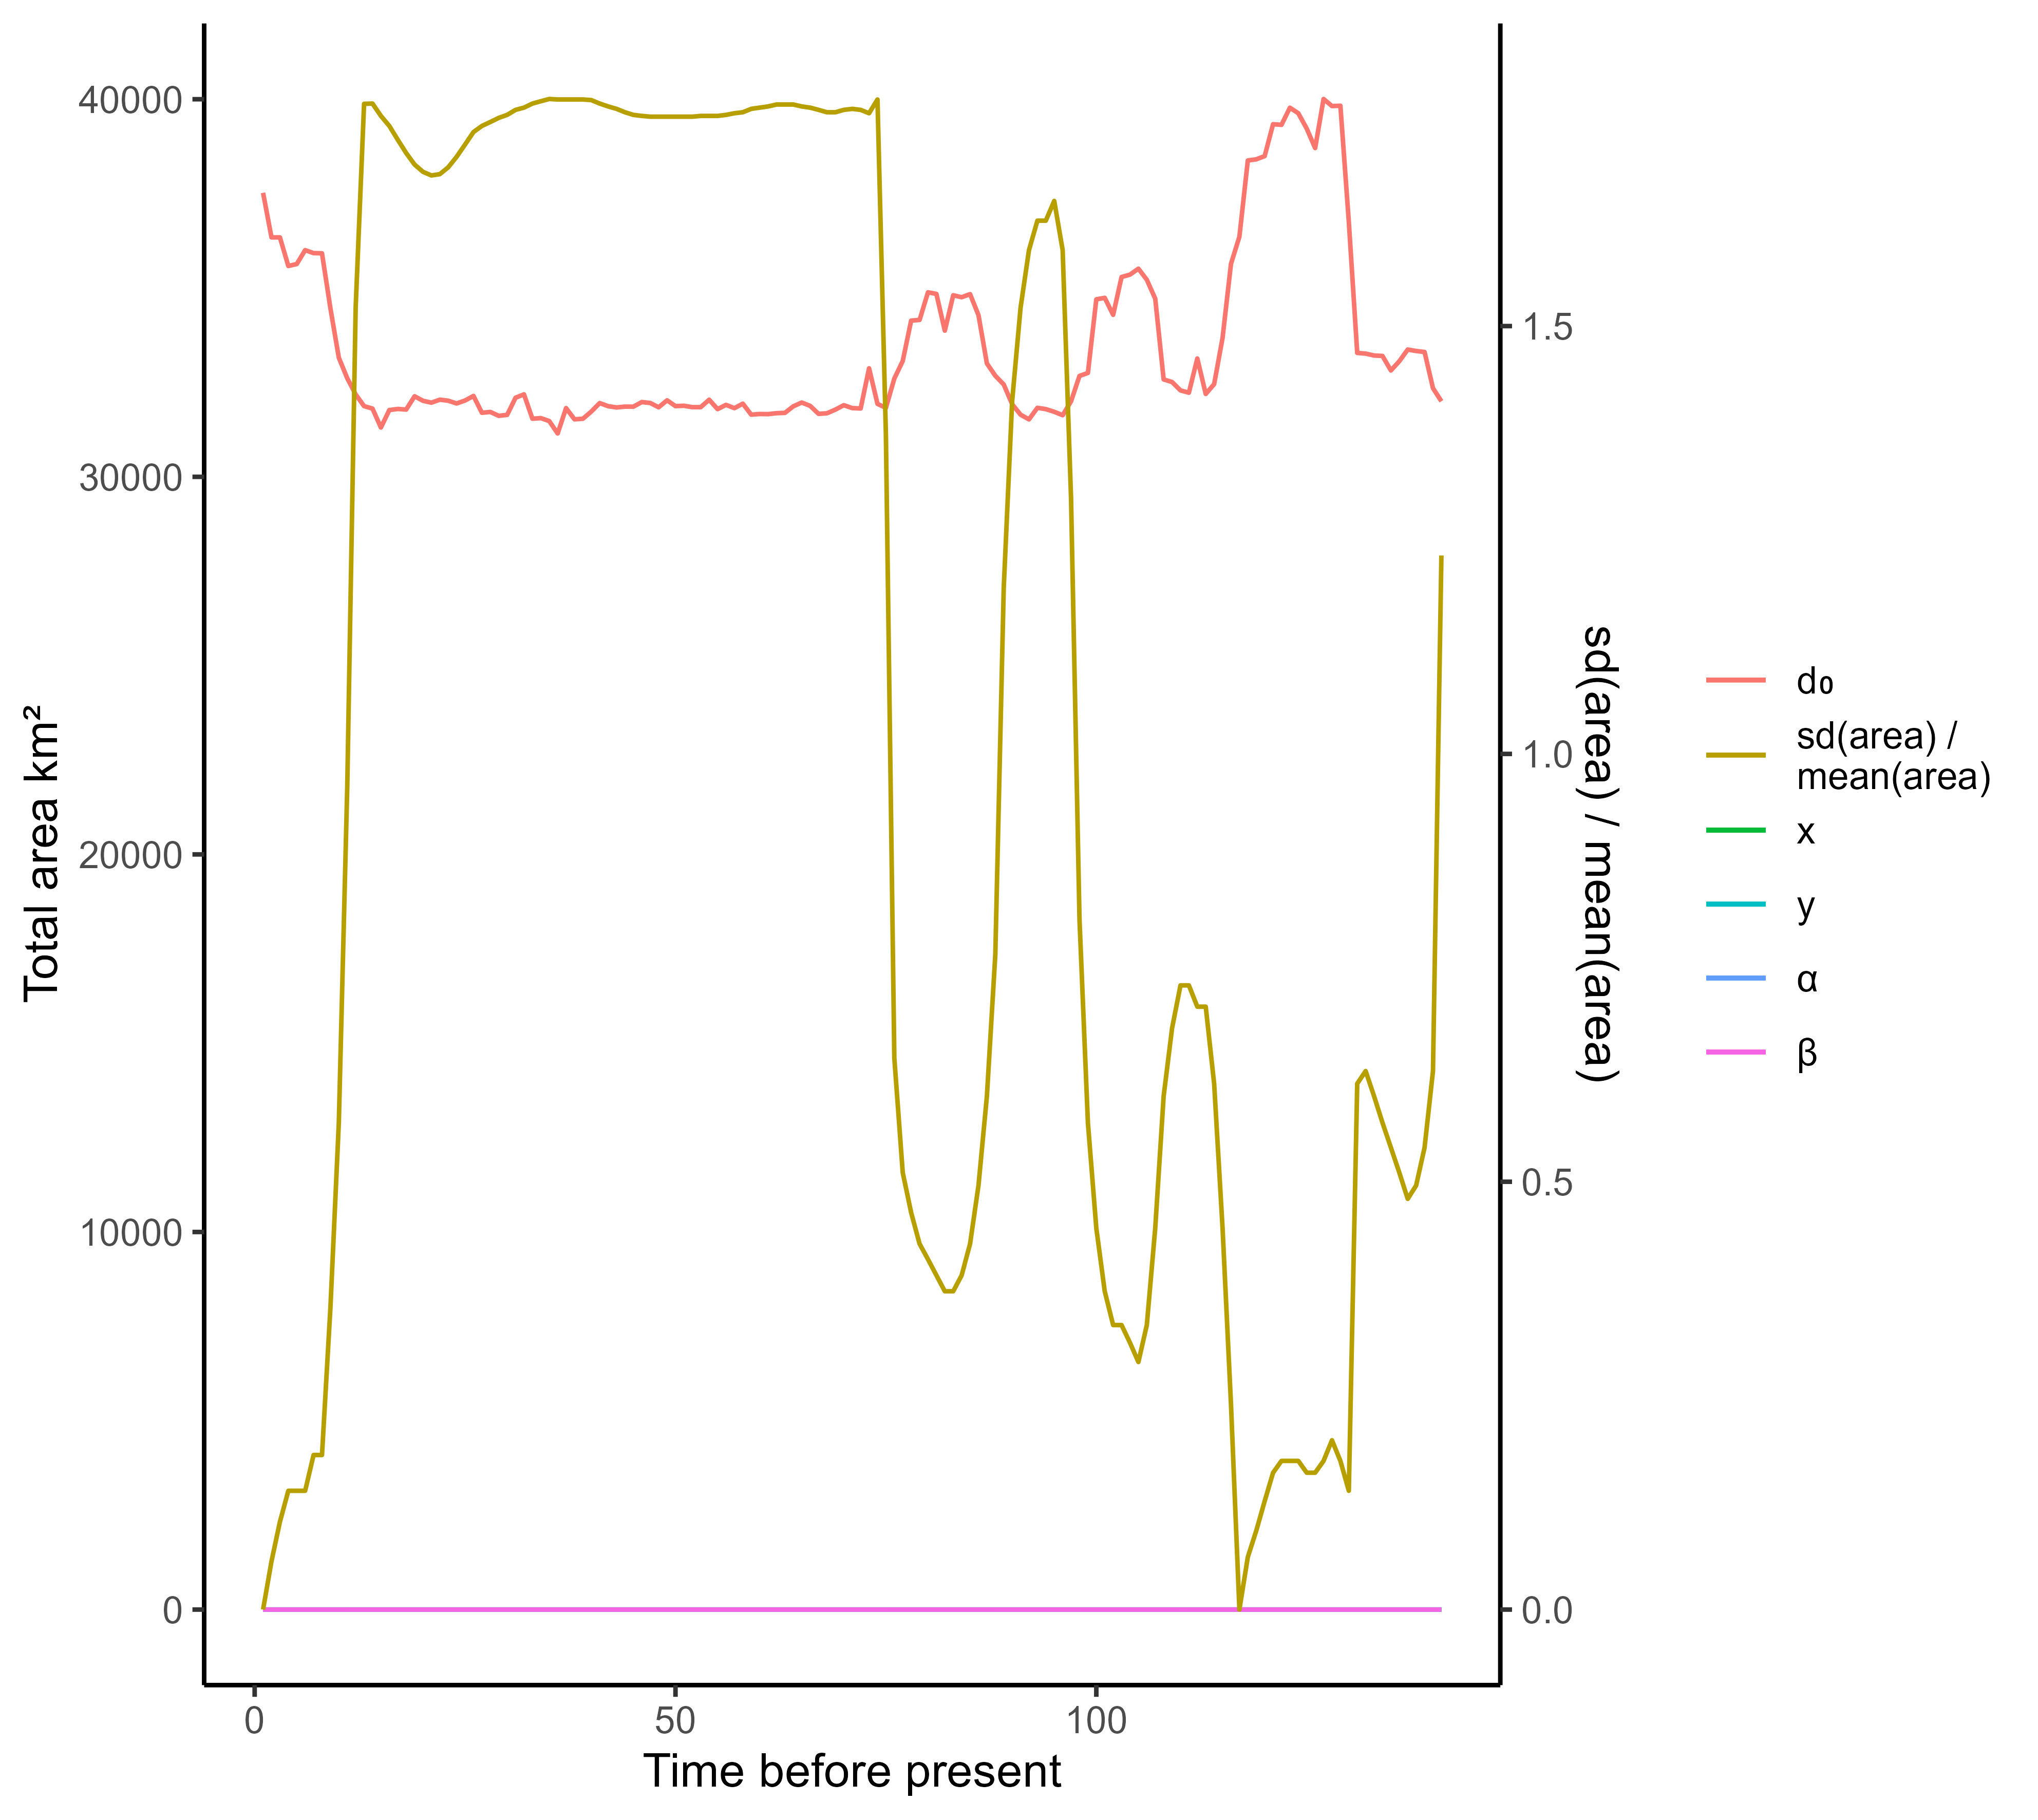 40000
30000
20000
10000
0
Total area km²
0
50
100
Time before present
1.5
1.0
0.5
0.0
sd(area) / mean(area)
d₀
sd(area) /
mean(area)
x
y
α
β